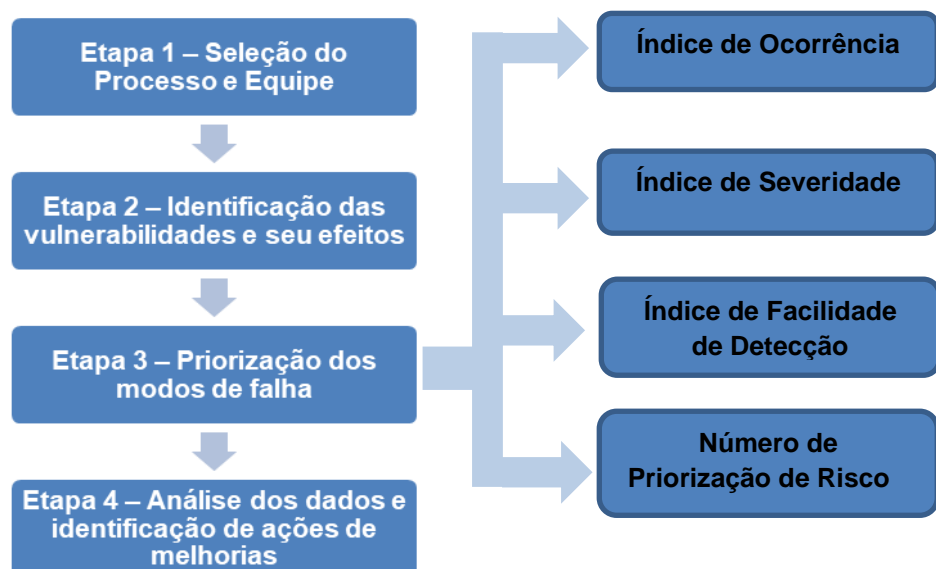 Etapa 1 – Seleção do
Processo e Equipe
Etapa 2 – Identificação das
vulnerabilidades e seu efeitos
Etapa 3 – Priorização dos
modos de falha
Etapa 4 – Análise dos dados e
identificação de ações de
melhorias
Índice de Ocorrência
Índice de Severidade
Índice de Facilidade
de Detecção
Número de
Priorização de Risco